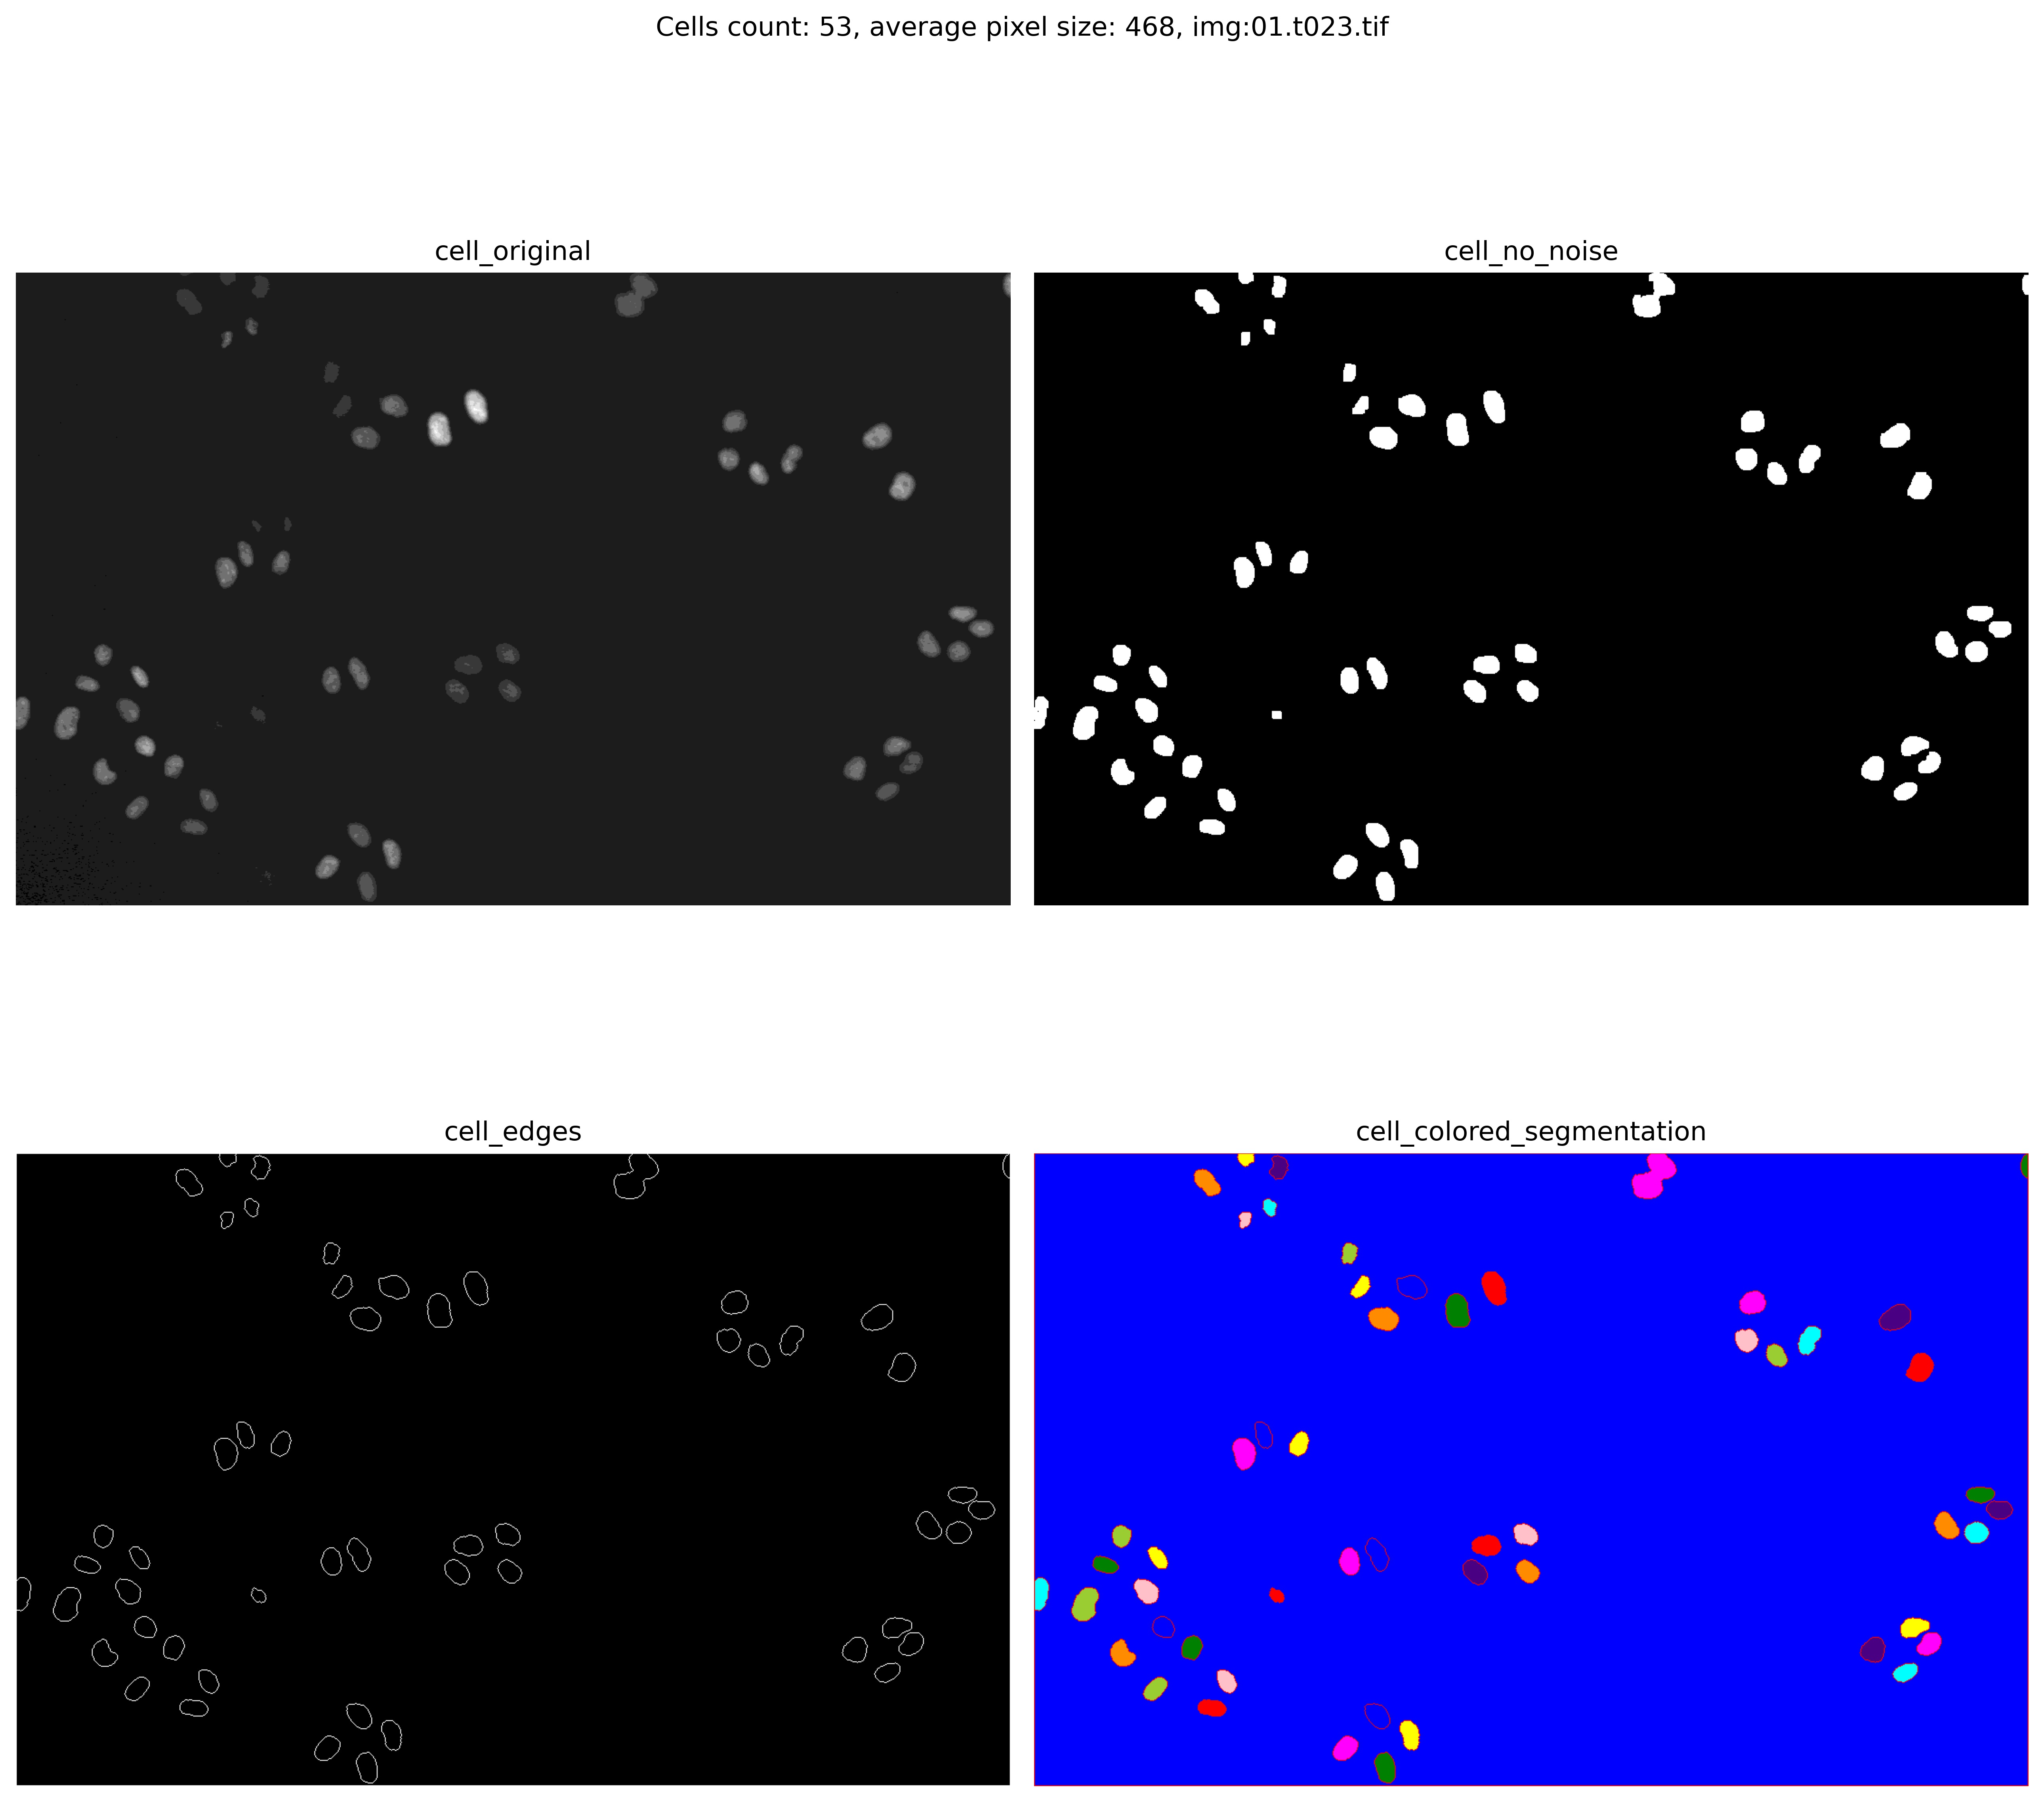 Cells count: 53, average pixel size: 468, img:01.t023.tif
cell_original
cell_no_noise
cell_edges
cell_colored_segmentation